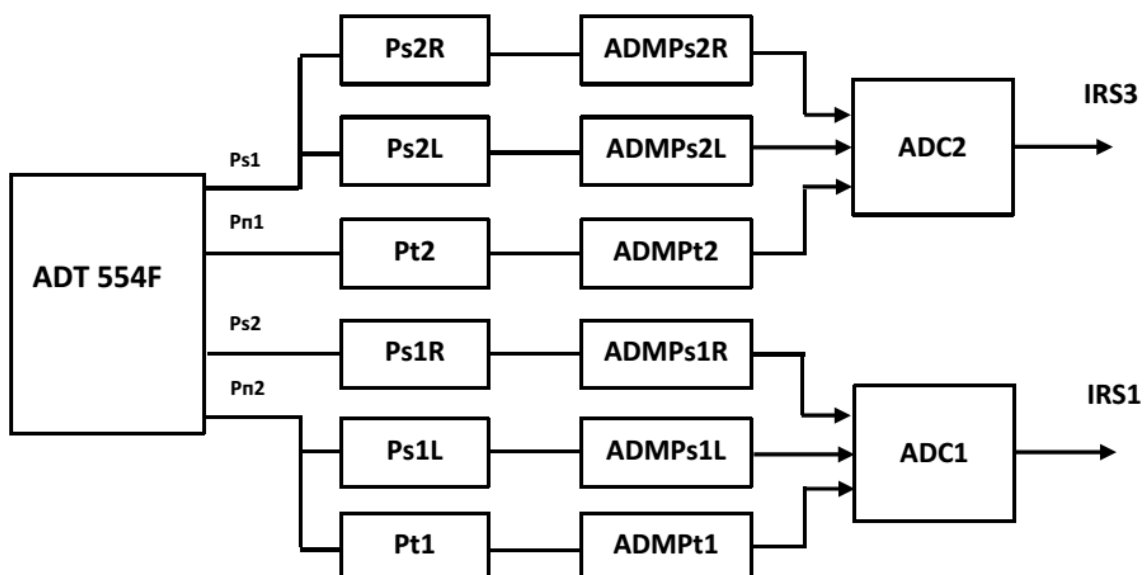 Ps2R
ADMPs2R
IRS3
Ps1
Ps2L
ADMPs2L
ADC2
Pn1
ADT 554F
Pt2
ADMPt2
Ps2
Ps1R
ADMPs1R
Pn2
IRS1
Ps1L
ADMPs1L
ADC1
Pt1
ADMPt1